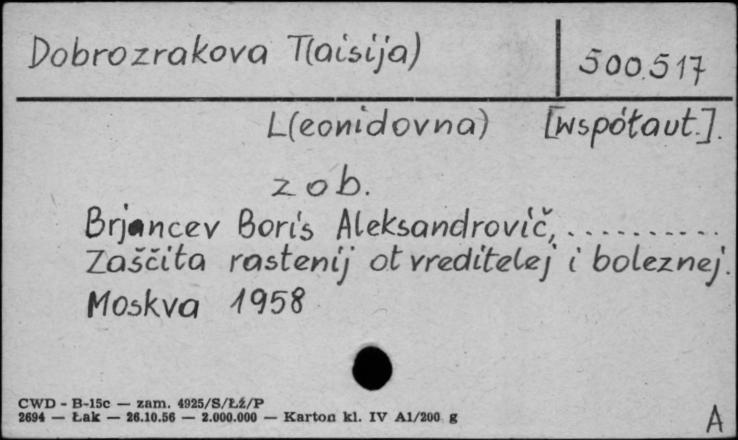 Dobrozrakova T(aisija)
500.517
L(eonidovna) [współaut.].
zob.
Brjancev Boris Aleksandrovič, ..........
Zaščita rastenij ot vreditelej i boleznej.
Moskva 1958
CWD - B-15c — zam. 4925/S/Łź/P
2694 — Łak — 26.10.56 — 2.000.000 — Karton kl. IV A1/200 g
A